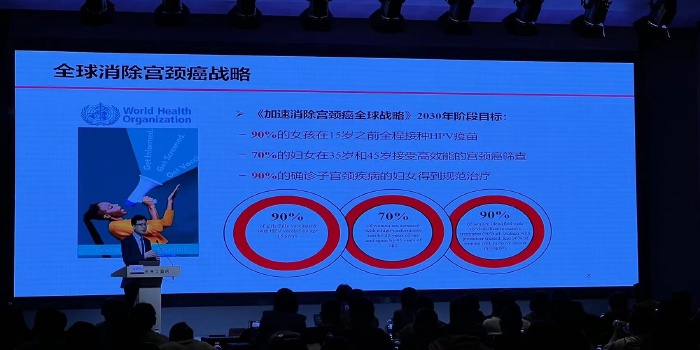 全球消除宫颈癌战略
World Health
Organization
➢ 《加速消除宫颈癌全球战略》2030年阶段目标：
– 90%的女孩在15岁之前全程接种HPV疫苗
– 70%的妇女在35岁和45岁接受高效能的宫颈癌筛查
– 90%的确诊子宫颈疾病的妇女得到规范治疗
Get Informed.
Get Screened.
Get Vacc
90%
70%
90%